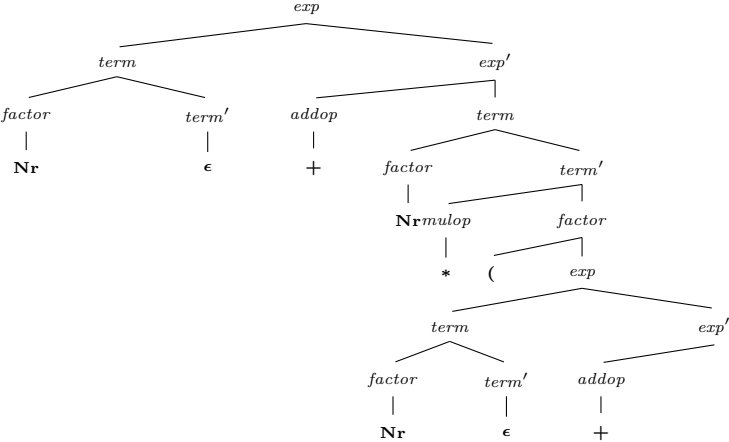 exp
term exp′
factor term′ addop term
Nr ϵ + factor term′
Nr mulop factor
* ( exp
term exp′
factor term′ addop
Nr ϵ +